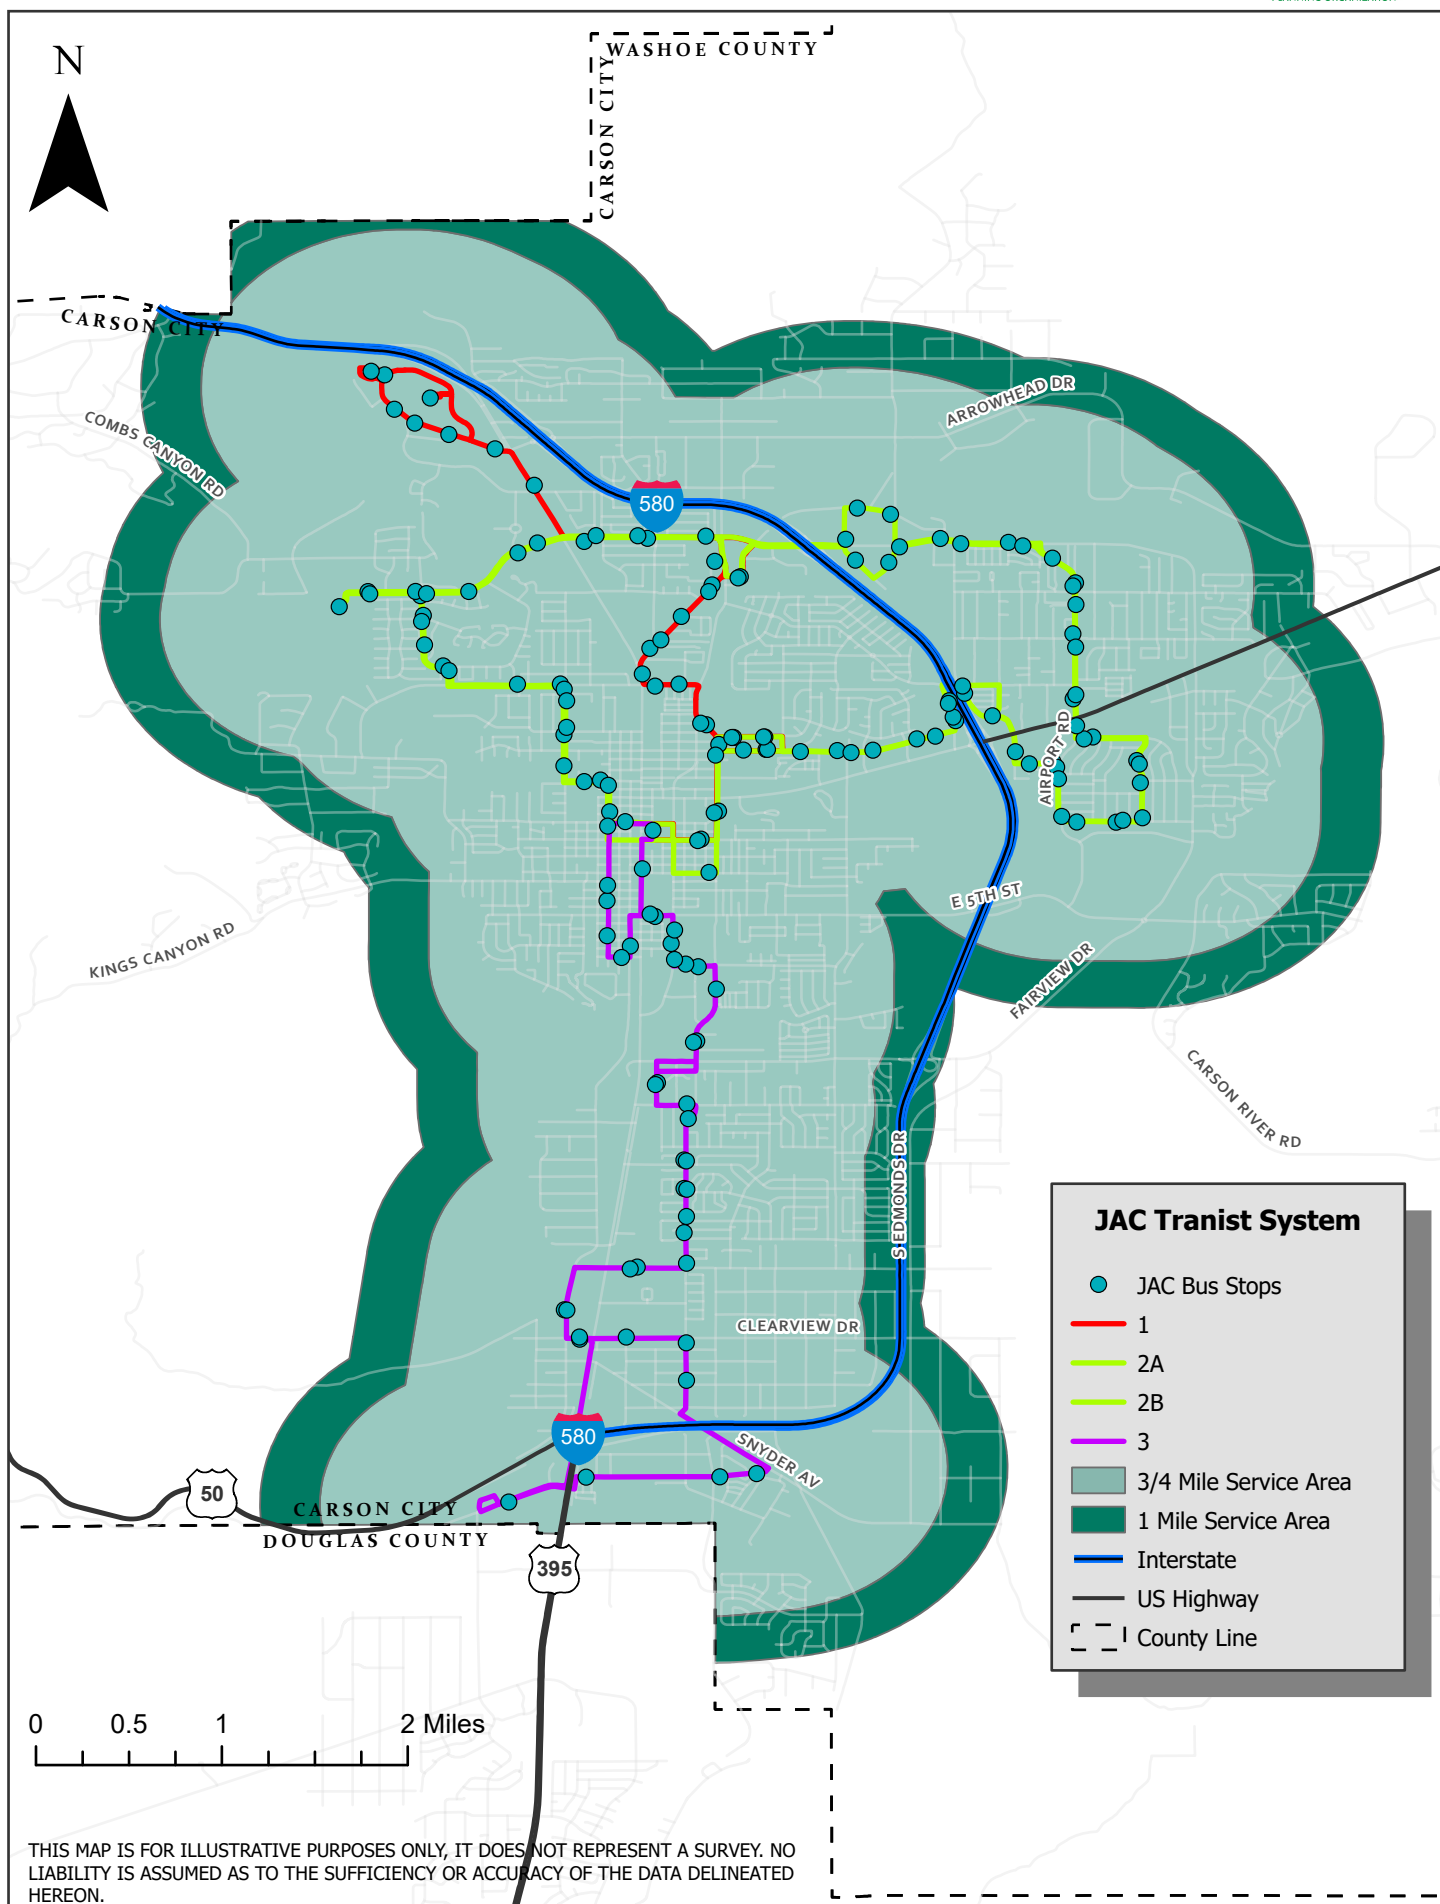 N
WASHOE COUNTY
CARSON CITY
CARSON CITY
COMBS CANYON RD
ARROWHEAD DR
580
AIRPORT RD
E 5TH ST
KINGS CANYON RD
FAIRVIEW DR
CARSON RIVER RD
S EDMONDS DR
CLEARVIEW DR
580
SNYDER AV
50
CARSON CITY
DOUGLAS COUNTY
395
JAC Tranist System
JAC Bus Stops
1
2A
2B
3
3/4 Mile Service Area
1 Mile Service Area
Interstate
US Highway
County Line
0 0.5 1 2 Miles
THIS MAP IS FOR ILLUSTRATIVE PURPOSES ONLY, IT DOES NOT REPRESENT A SURVEY. NO
LIABILITY IS ASSUMED AS TO THE SUFFICIENCY OR ACCURACY OF THE DATA DELINEATED
HEREON.